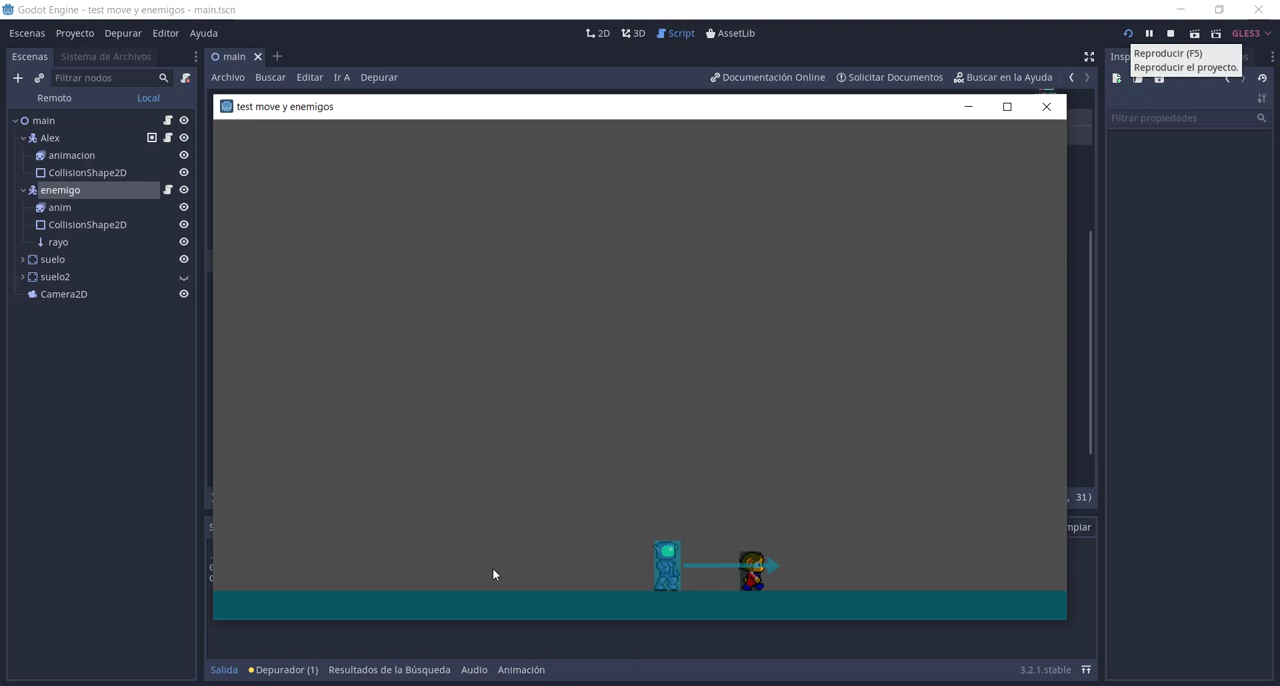 Godot Engine - test move y enemigos - main.tscn
Escenas Proyecto Depurar Editor Ayuda
2D 3D Script AssetLib
GLES3
Escenas Sistema de Archivos
main
Insp
Reproducir (F5)
Reproducir el proyecto.
Filtrar nodos
Archivo Buscar Editar Ir A Depurar
Documentación Online Solicitar Documentos Buscar en la Ayuda
Remoto Local
test move y enemigos
Filtrar propiedades
main
Alex
animacion
CollisionShape2D
enemigo
anim
CollisionShape2D
rayo
suelo
suelo2
Camera2D
, 31)
mpiar
Salida Depurador (1) Resultados de la Búsqueda Audio Animación
3.2.1.stable